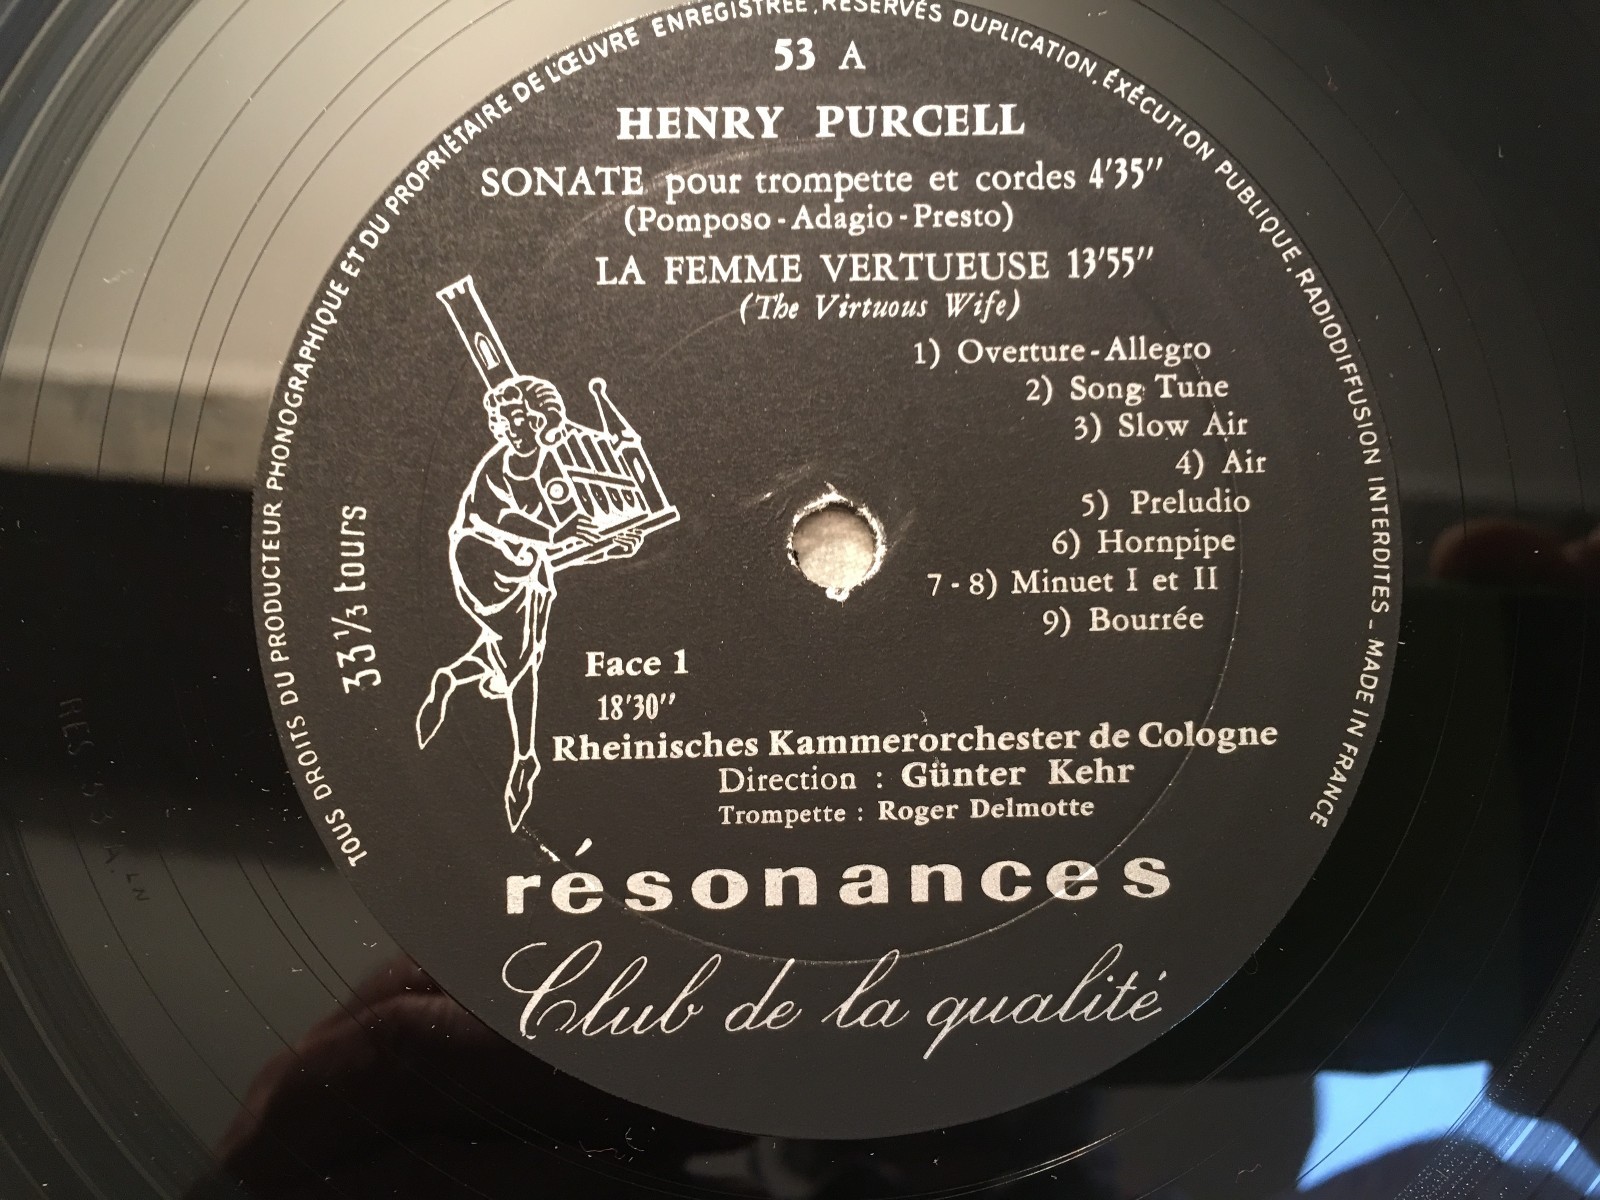 TOUS DROITS DU PRODUCTEUR PHONOGRAPHIQUE ET DU PROPRIÉTAIRE DE L'ŒUVRE ENREGISTRÉE, RÉSERVÉS DUPLICATION, EXÉCUTION PUBLIQUE, RADIODIFFUSION INTERDITES - MADE IN FRANCE
53 A
HENRY PURCELL
SONATE pour trompette et cordes 4'35"
(Pomposo - Adagio - Presto)
LA FEMME VERTUEUSE 13'55"
(The Virtuous Wife)
1) Overture - Allegro
2) Song Tune
3) Slow Air
4) Air
5) Preludio
6) Hornpipe
7 - 8) Minuet I et II
9) Bourrée
33 1/3 tours
Face 1
18'30"
Rheinisches Kammerorchester de Cologne
Direction : Günter Kehr
Trompette : Roger Delmotte
résonances
Club de la qualité
RES 53 A. LN